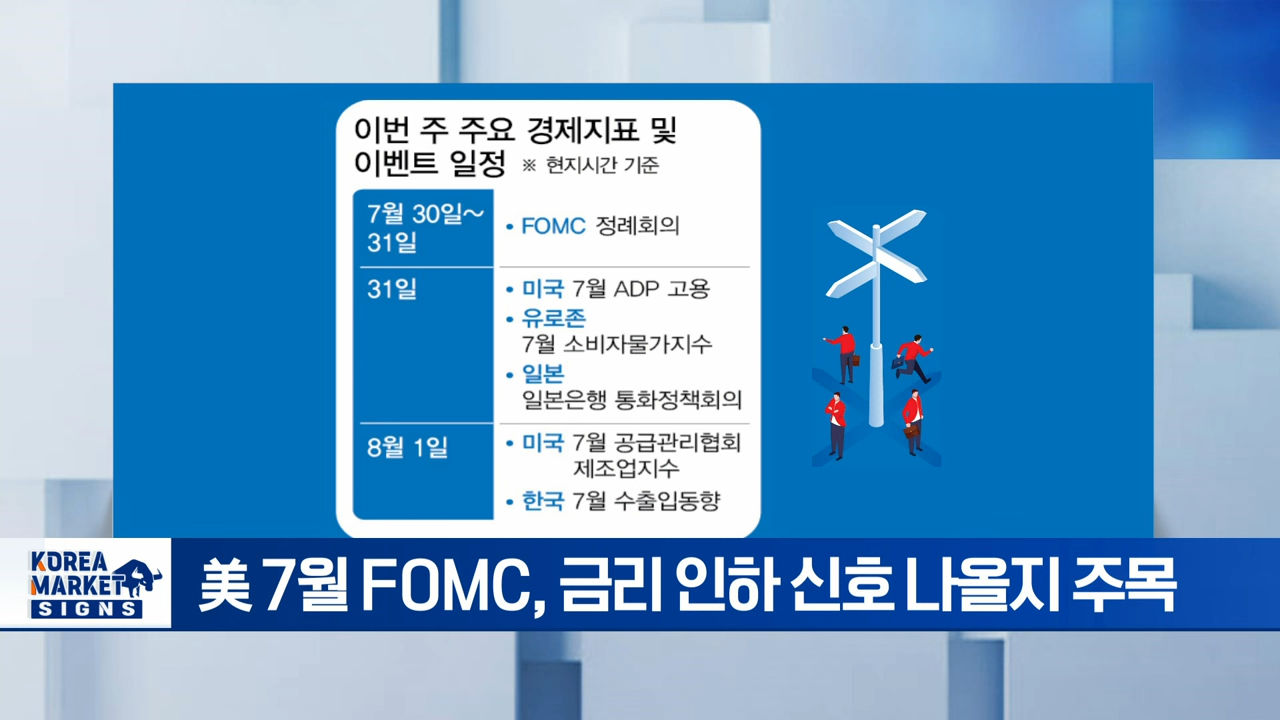 이번 주 주요 경제지표 및
이벤트 일정 ※ 현지시간 기준
7월 30일~
31일
• FOMC 정례회의
31일
• 미국 7월 ADP 고용
• 유로존
7월 소비자물가지수
• 일본
일본은행 통화정책회의
8월 1일
• 미국 7월 공급관리협회
제조업지수
• 한국 7월 수출입동향
KOREA
MARKET
SIGNS
美 7월 FOMC, 금리 인하 신호 나올지 주목